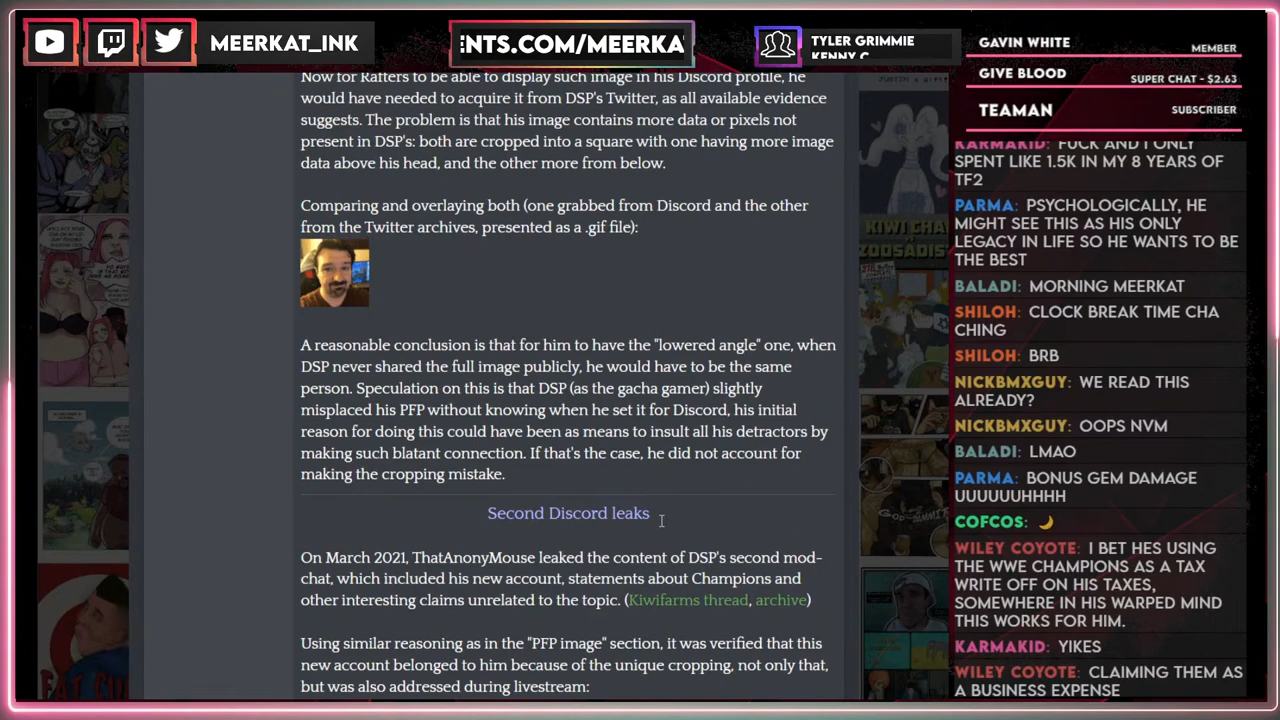 MEERKAT_INK
ENTS.COM/MEERKA
TYLER GRIMMIE
KENNY C
GAVIN WHITE
MEMBER
GIVE BLOOD
SUPER CHAT - $2.63
TEAMAN
SUBSCRIBER
Now for Ratters to be able to display such image in his Discord profile, he
would have needed to acquire it from DSP's Twitter, as all available evidence
suggests. The problem is that his image contains more data or pixels not
present in DSP's: both are cropped into a square with one having more image
data above his head, and the other more from below.
Comparing and overlaying both (one grabbed from Discord and the other
from the Twitter archives, presented as a .gif file):
A reasonable conclusion is that for him to have the "lowered angle" one, when
DSP never shared the full image publicly, he would have to be the same
person. Speculation on this is that DSP (as the gacha gamer) slightly
misplaced his PFP without knowing when he set it for Discord, his initial
reason for doing this could have been as means to insult all his detractors by
making such blatant connection. If that's the case, he did not account for
making the cropping mistake.
Second Discord leaks
On March 2021, ThatAnonyMouse leaked the content of DSP's second mod-
chat, which included his new account, statements about Champions and
other interesting claims unrelated to the topic. (Kiwifarms thread, archive)
Using similar reasoning as in the "PFP image" section, it was verified that this
new account belonged to him because of the unique cropping, not only that,
but was also addressed during livestream:
KIWI CHA
ZOOSADIS
KARMAKID: FUCK AND I ONLY
SPENT LIKE 1.5K IN MY 8 YEARS OF
TF2
PARMA: PSYCHOLOGICALLY, HE
MIGHT SEE THIS AS HIS ONLY
LEGACY IN LIFE SO HE WANTS TO BE
THE BEST
BALADI: MORNING MEERKAT
SHILOH: CLOCK BREAK TIME CHA
CHING
SHILOH: BRB
NICKBMXGUY: WE READ THIS
ALREADY?
NICKBMXGUY: OOPS NVM
BALADI: LMAO
PARMA: BONUS GEM DAMAGE
UUUUUUHHHH
COFCOS: 🌙
WILEY COYOTE: I BET HES USING
THE WWE CHAMPIONS AS A TAX
WRITE OFF ON HIS TAXES,
SOMEWHERE IN HIS WARPED MIND
THIS WORKS FOR HIM.
KARMAKID: YIKES
WILEY COYOTE: CLAIMING THEM AS
A BUSINESS EXPENSE